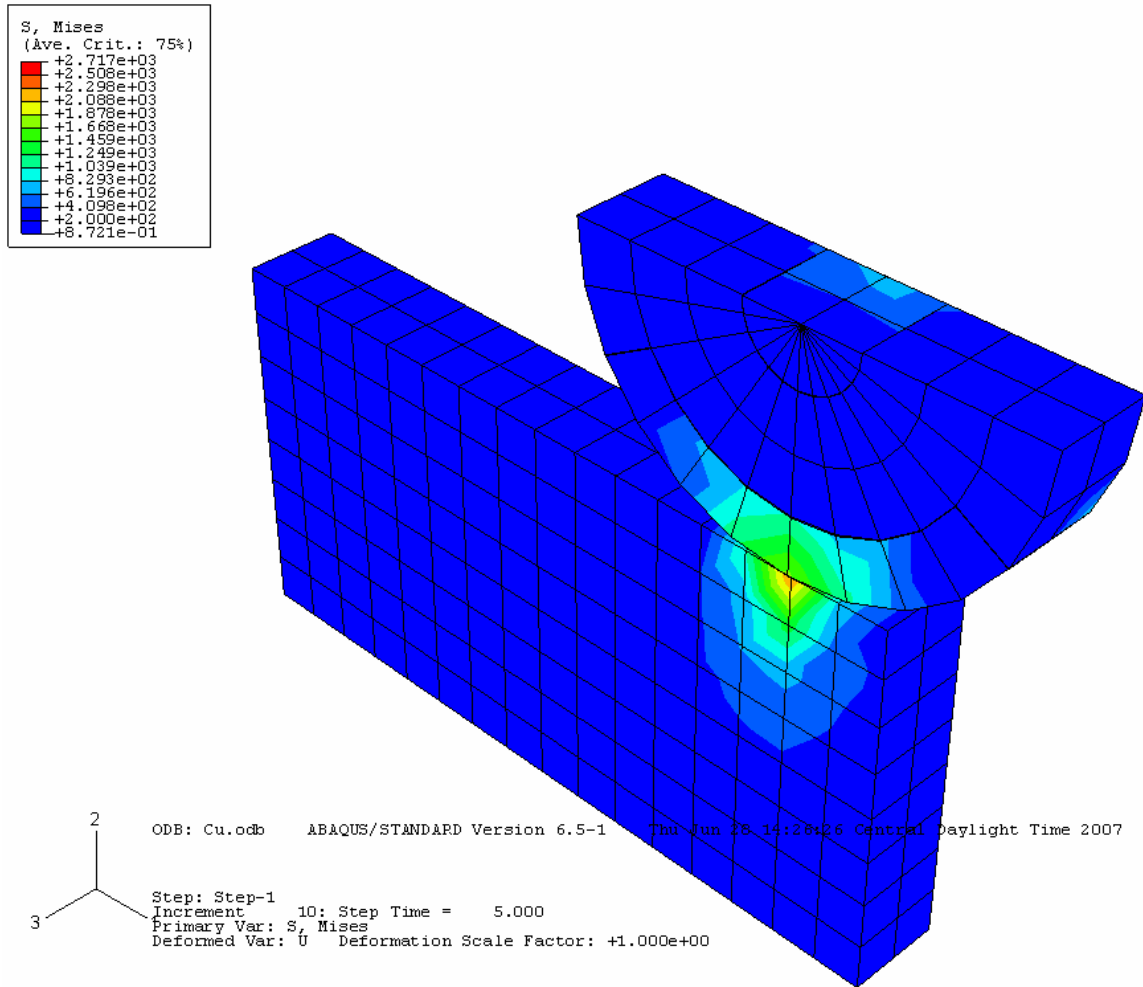 S, Mises
(Ave. Crit.: 75%)
+2.717e+03
+2.508e+03
+2.298e+03
+2.088e+03
+1.878e+03
+1.668e+03
+1.459e+03
+1.249e+03
+1.039e+03
+8.293e+02
+6.196e+02
+4.098e+02
+2.000e+02
+8.721e-01
2
3
ODB: Cu.odb ABAQUS/STANDARD Version 6.5-1 Thu Jun 28 14:28:26 Central Daylight Time 2007
Step: Step-1
Increment 10: Step Time = 5.000
Primary Var: S, Mises
Deformed Var: U Deformation Scale Factor: +1.000e+00